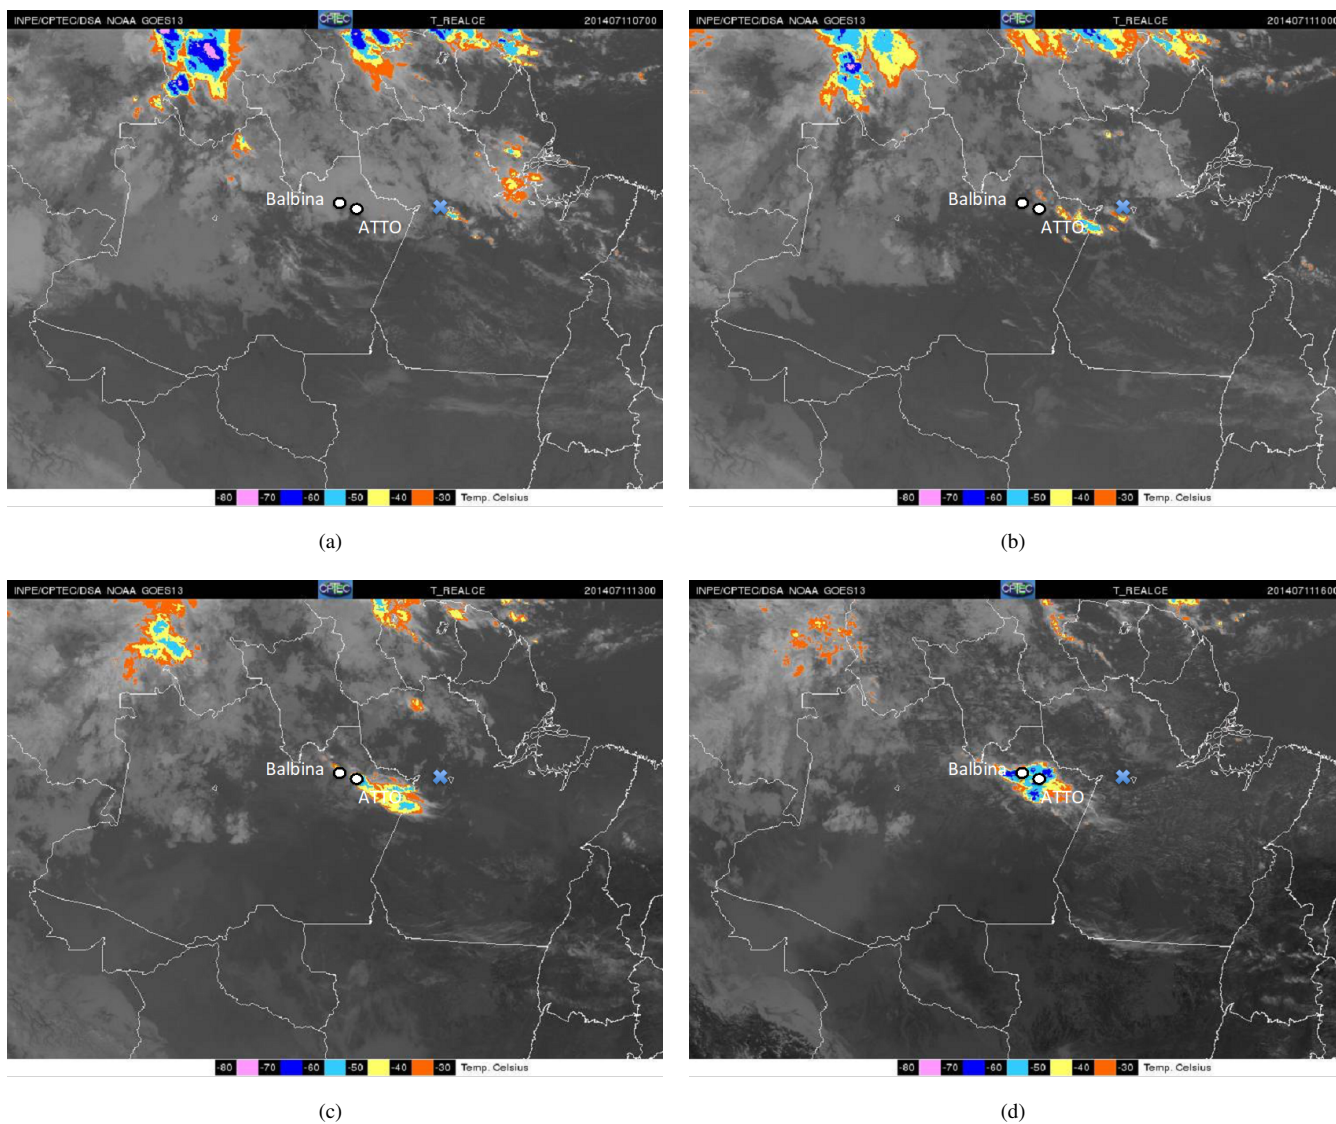 INPE/CPTEC/DSA NOAA GOES13 CPTEC T_REALCE 201407110700
Balbina
ATTO
-80 -70 -60 -50 -40 -30 Temp. Celsius
(a)
INPE/CPTEC/DSA NOAA GOES13 CPTEC T_REALCE 20140711100
Balbina
ATTO
-80 -70 -60 -50 -40 -30 Temp. Celsius
(b)
INPE/CPTEC/DSA NOAA GOES13 CPTEC T_REALCE 201407111300
Balbina
ATTO
-80 -70 -60 -50 -40 -30 Temp. Celsius
(c)
INPE/CPTEC/DSA NOAA GOES13 CPTEC T_REALCE 20140711160
Balbina
ATTO
-80 -70 -60 -50 -40 -30 Temp. Celsius
(d)